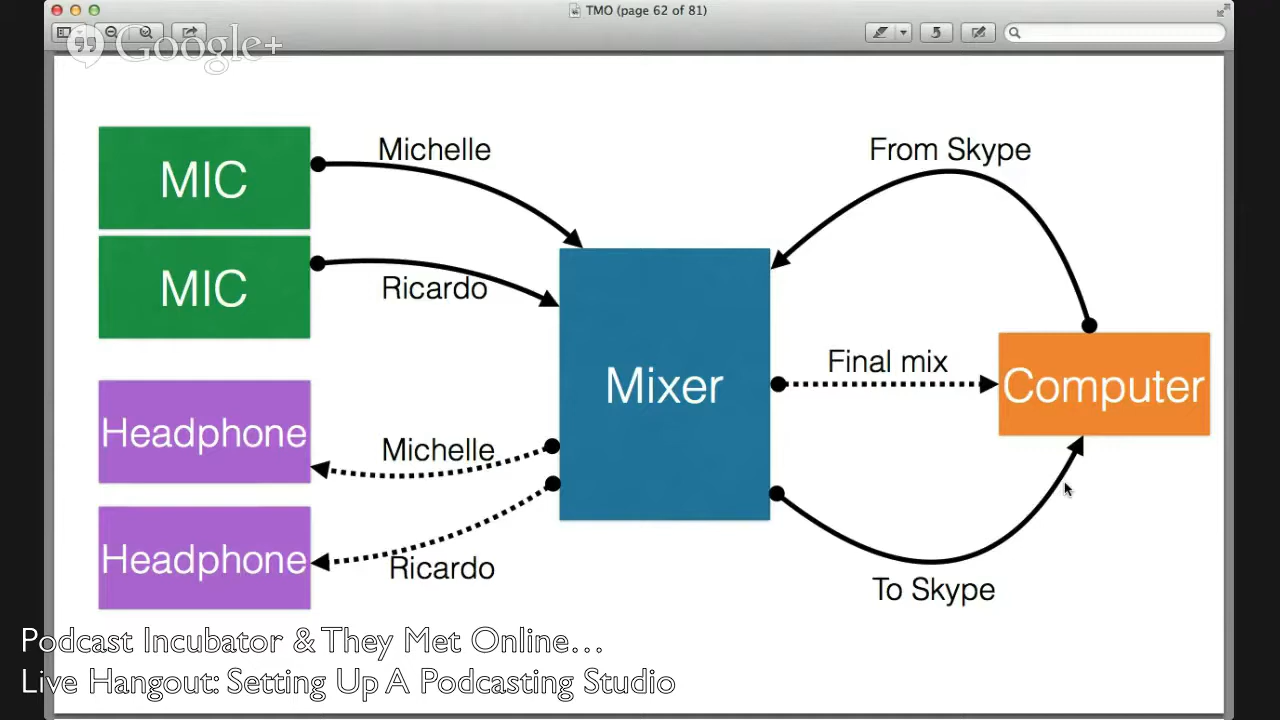 TMO (page 62 of 81)
Google+
MIC
Michelle
From Skype
MIC
Ricardo
Mixer
Final mix
Computer
Headphone
Michelle
Headphone
Ricardo
To Skype
Podcast Incubator & They Met Online...
Live Hangout: Setting Up A Podcasting Studio